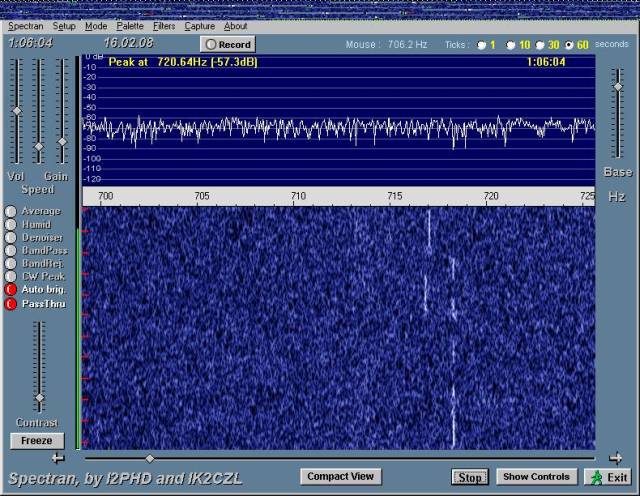 Spectran Setup Mode Palette Filters Capture About
1:06:04 16.02.08 Record Mouse : 706.2 Hz Ticks : 1 10 30 60 seconds
0 dB Peak at 720.64Hz (-57.3dB) 1:06:04
-10
-20
-30
-40
-50
-60
-70
-80
-90
-100
-110
-120
Vol Gain
Speed
Base
700 705 710 715 720 725
Hz
Average
Humid
Denoiser
BandPass
BandRej.
CW Peak
Auto brig.
PassThru
Contrast
Freeze
Spectran, by I2PHD and IK2CZL Compact View Stop Show Controls Exit